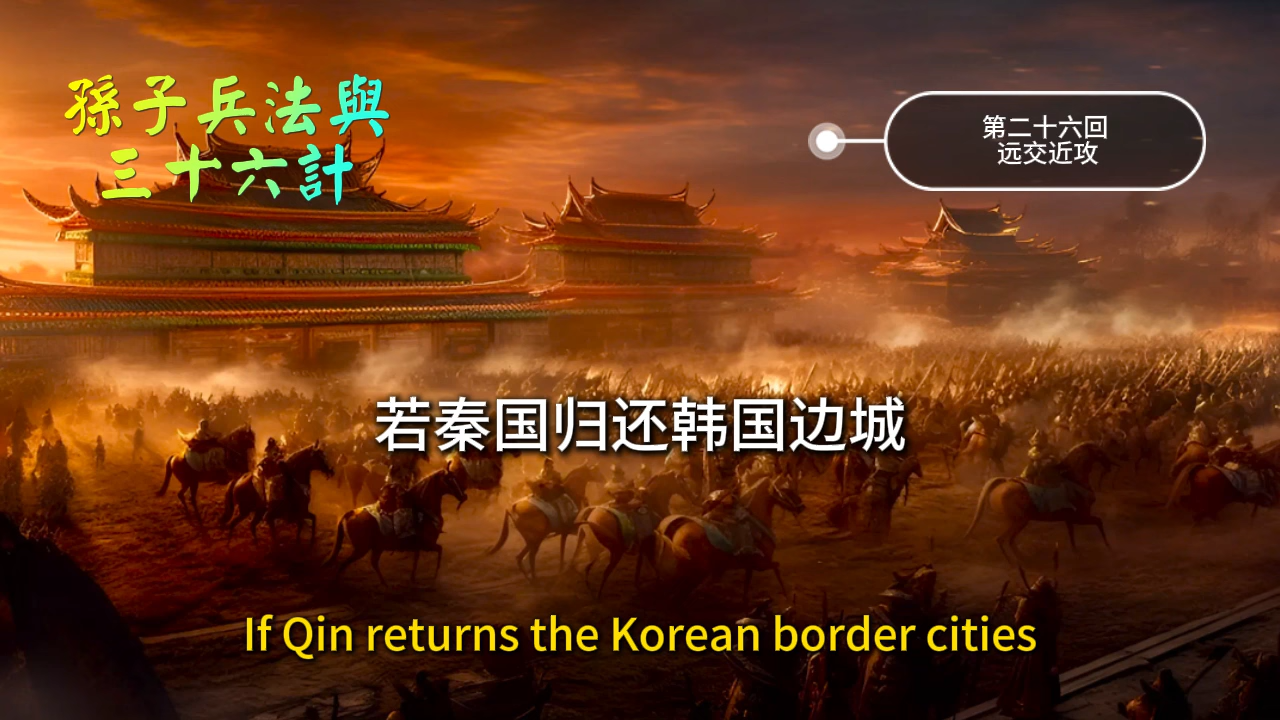 孫子兵法與
三十六計
第二十六回
远交近攻
若秦国归还韩国边城
If Qin returns the Korean border cities